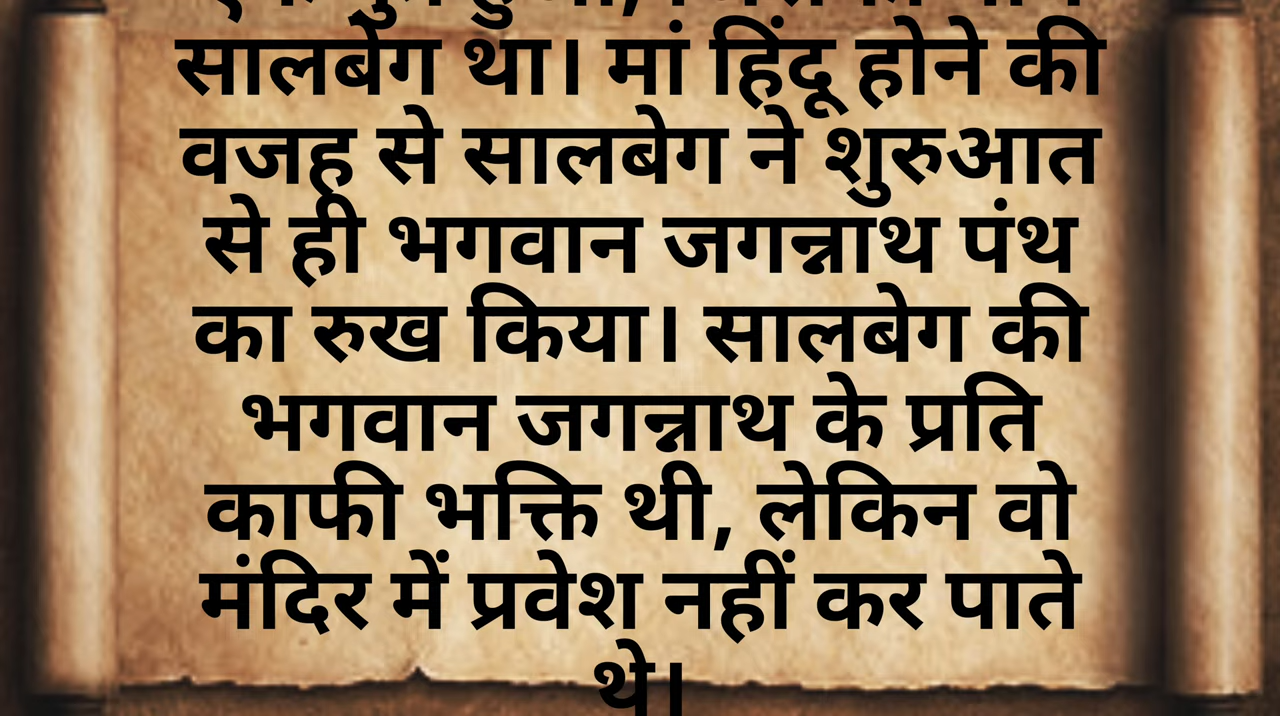 सालबेग था। मां हिंदू होने की
वजह से सालबेग ने शुरुआत
से ही भगवान जगन्नाथ पंथ
का रुख किया। सालबेग की
भगवान जगन्नाथ के प्रति
काफी भक्ति थी, लेकिन वो
मंदिर में प्रवेश नहीं कर पाते
थे।